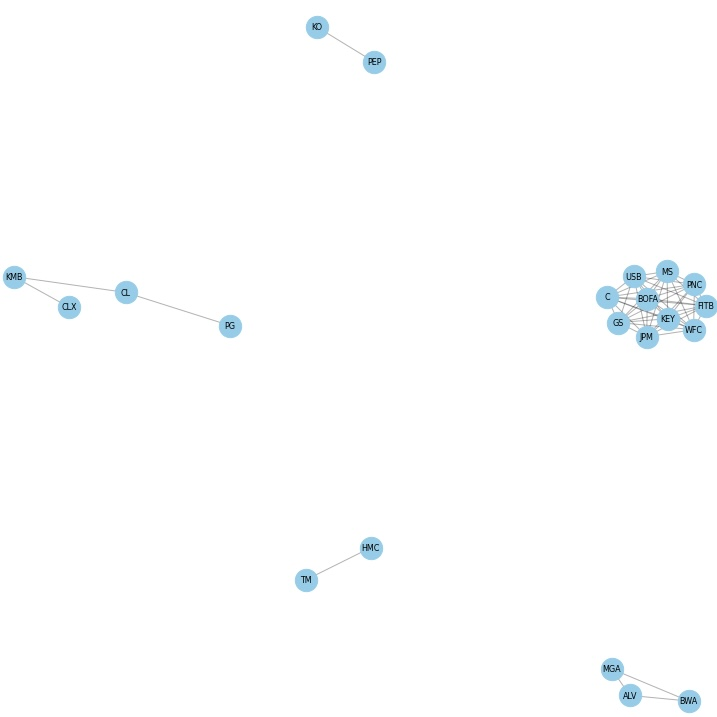 KO
PEP
KMB
CLX
CL
PG
USB
MS
PNC
C
BOFA
FITB
GS
KEY
JPM
WFC
HMC
TM
MGA
ALV
BWA